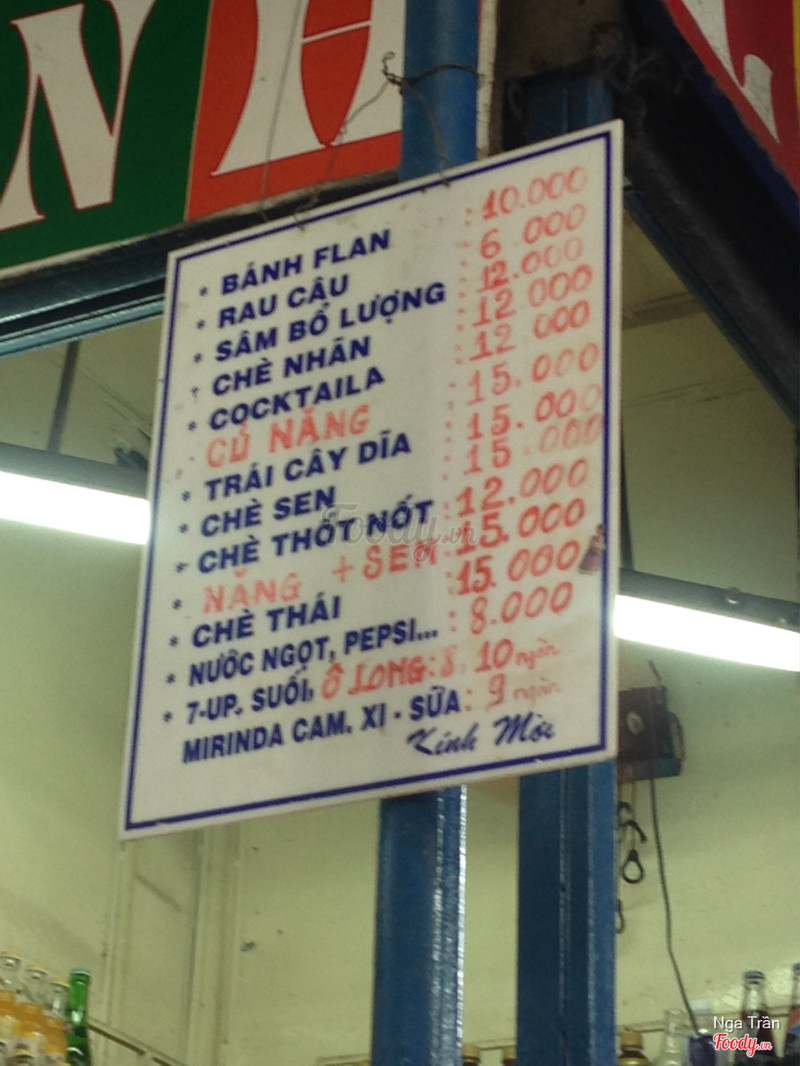 N H
• BÁNH FLAN : 10.000
• RAU CÂU : 6.000
• SÂM BỔ LƯỢNG : 12.000
• CHÈ NHÃN : 12 000
• COCKTAILA : 12 000
• CỦ NĂNG : 15.000
• TRÁI CÂY DĨA : 15.000
• CHÈ SEN : 15.000
• CHÈ THỐT NỐT : 12.000
• NĂNG + SEN : 15.000
• CHÈ THÁI : 15.000
• NƯỚC NGỌT, PEPSI... : 8.000
• 7-UP. SUỐI, Ô LONG: 10 ngàn
MIRINDA CAM. XI - SỮA : 9 ngàn
Kính Mời
Foody.vn
Nga Trần
Foody.vn